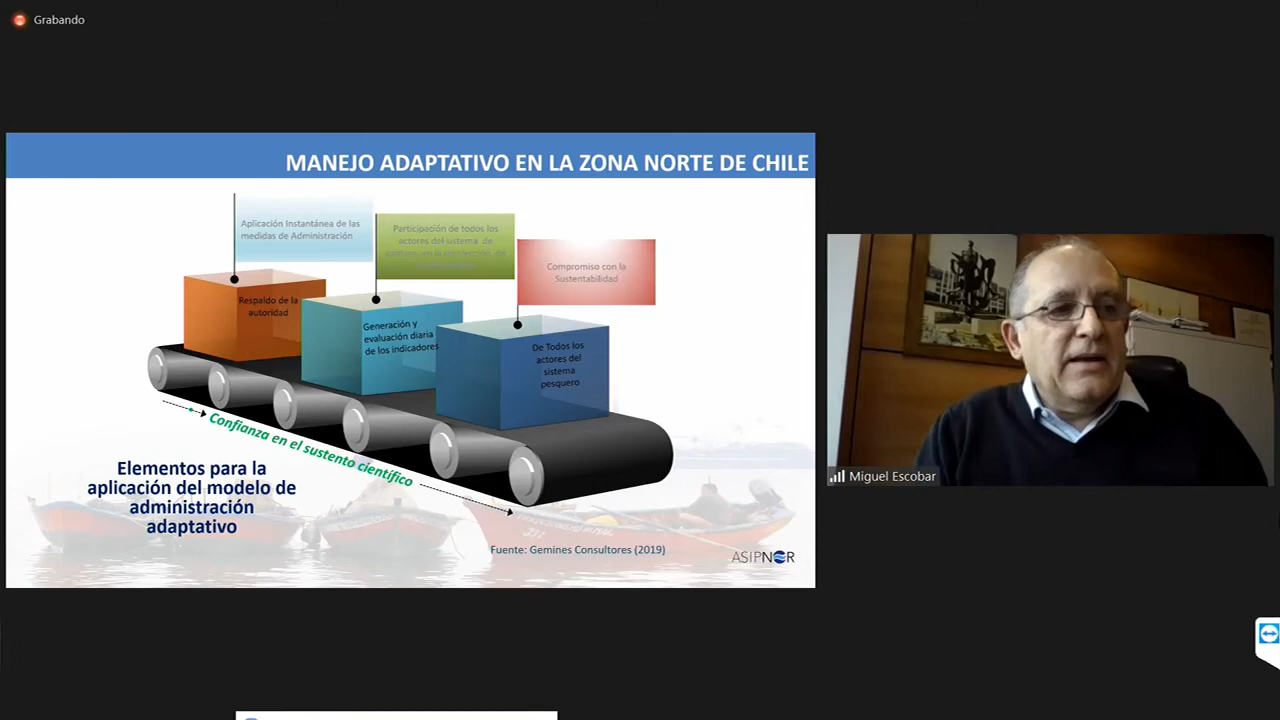 Grabando
MANEJO ADAPTATIVO EN LA ZONA NORTE DE CHILE
Aplicación Instantánea de las
medidas de Administración
Participación de todos los
actores del sistema de
Compromiso con la
Sustentabilidad
Respaldo de la
autoridad
Generación y
evaluación diaria
de los indicadores
De Todos los
actores del
sistema
pesquero
Confianza en el sustento científico
Elementos para la
aplicación del modelo de
administración
adaptativo
Fuente: Gemines Consultores (2019)
ASIPNOR
Miguel Escobar